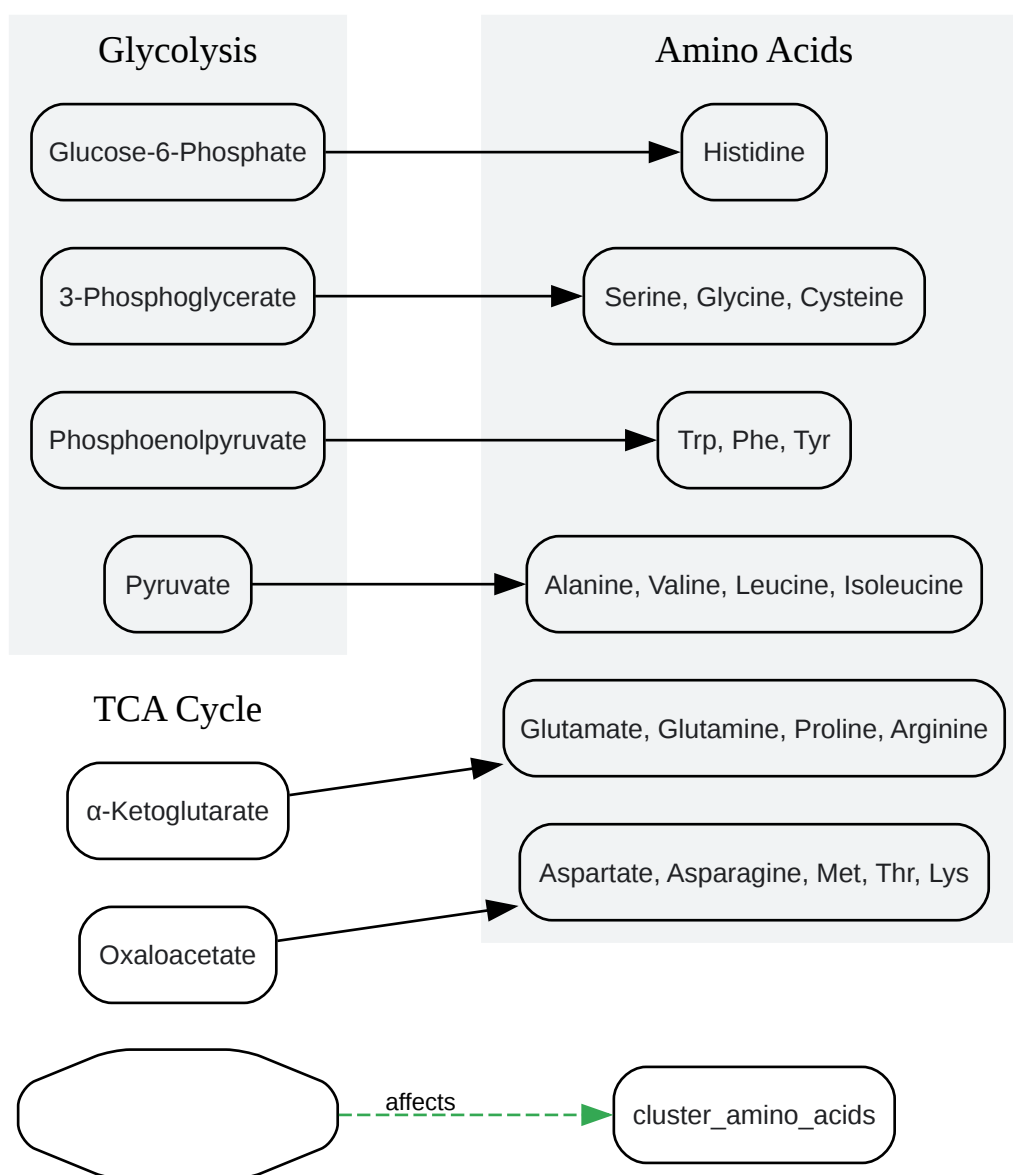 Glycolysis
Amino Acids
Glucose-6-Phosphate
Histidine
3-Phosphoglycerate
Serine, Glycine, Cysteine
Phosphoenolpyruvate
Trp, Phe, Tyr
Pyruvate
Alanine, Valine, Leucine, Isoleucine
TCA Cycle
Glutamate, Glutamine, Proline, Arginine
α-Ketoglutarate
Aspartate, Asparagine, Met, Thr, Lys
Oxaloacetate
affects
cluster_amino_acids